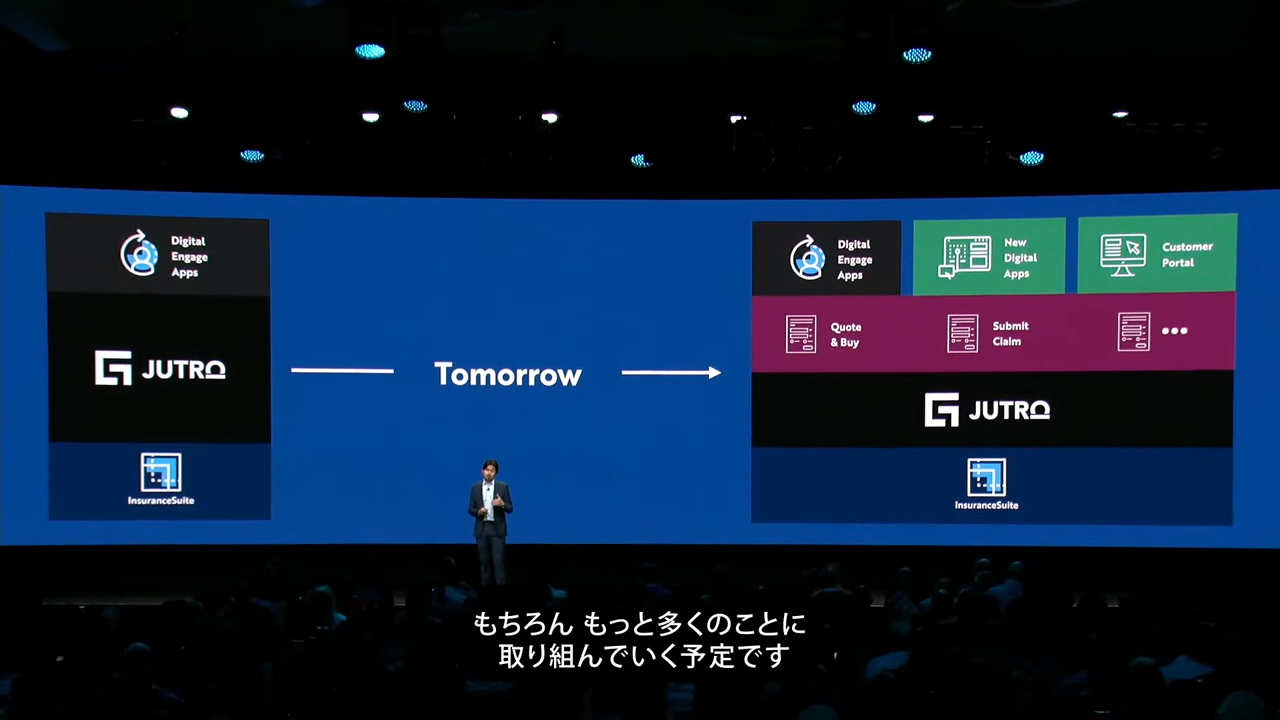 Digital
Engage
Apps
JUTRO
InsuranceSuite
Tomorrow
Digital
Engage
Apps
New
Digital
Apps
Customer
Portal
Quote
& Buy
Submit
Claim
•••
JUTRO
InsuranceSuite
もちろん もっと多くのことに
取り組んでいく予定です